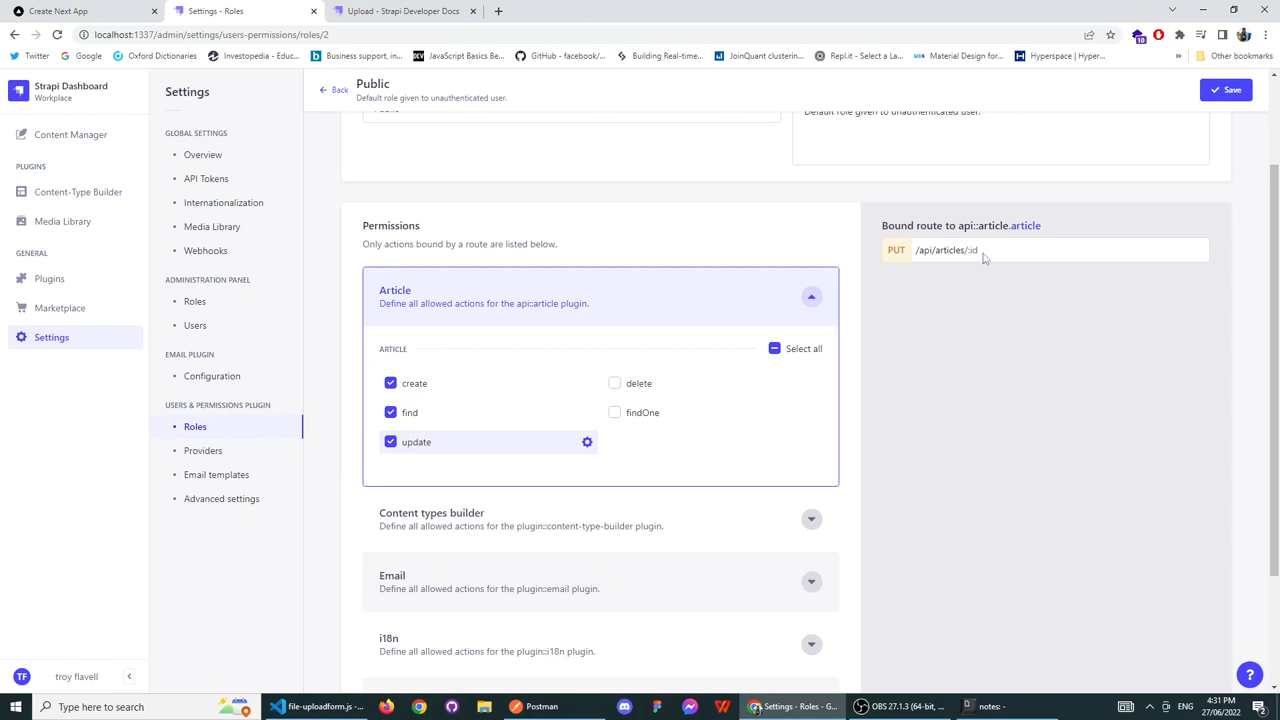 Create Next App
Settings - Roles
Upload - Strapi Developer Docs
localhost:1337/admin/settings/users-permissions/roles/2
10
Twitter
Google
Oxford Dictionaries
Investopedia - Educ...
Business support, in...
JavaScript Basics Be...
GitHub - facebook/...
Building Real-time...
JoinQuant clustering...
Repl.it - Select a La...
Material Design for...
Hyperspace | Hyper...
Other bookmarks
Strapi Dashboard
Workplace
Content Manager
PLUGINS
Content-Type Builder
Media Library
GENERAL
Plugins
Marketplace
Settings
TF
troy flavell
Settings
GLOBAL SETTINGS
Overview
API Tokens
Internationalization
Media Library
Webhooks
ADMINISTRATION PANEL
Roles
Users
EMAIL PLUGIN
Configuration
USERS & PERMISSIONS PLUGIN
Roles
Providers
Email templates
Advanced settings
Back
Public
Default role given to unauthenticated user.
Save
Public
Default role given to unauthenticated user.
Permissions
Only actions bound by a route are listed below.
Article
Define all allowed actions for the api::article plugin.
ARTICLE
Select all
create
delete
find
findOne
update
Content types builder
Define all allowed actions for the plugin::content-type-builder plugin.
Email
Define all allowed actions for the plugin::email plugin.
i18n
Define all allowed actions for the plugin::i18n plugin.
Bound route to api::article.article
PUT /api/articles/:id
?
Type here to search
file-uploadform.js -...
Postman
Settings - Roles - G...
OBS 27.1.3 (64-bit, ...
notes: -
ENG
4:31 PM
27/06/2022